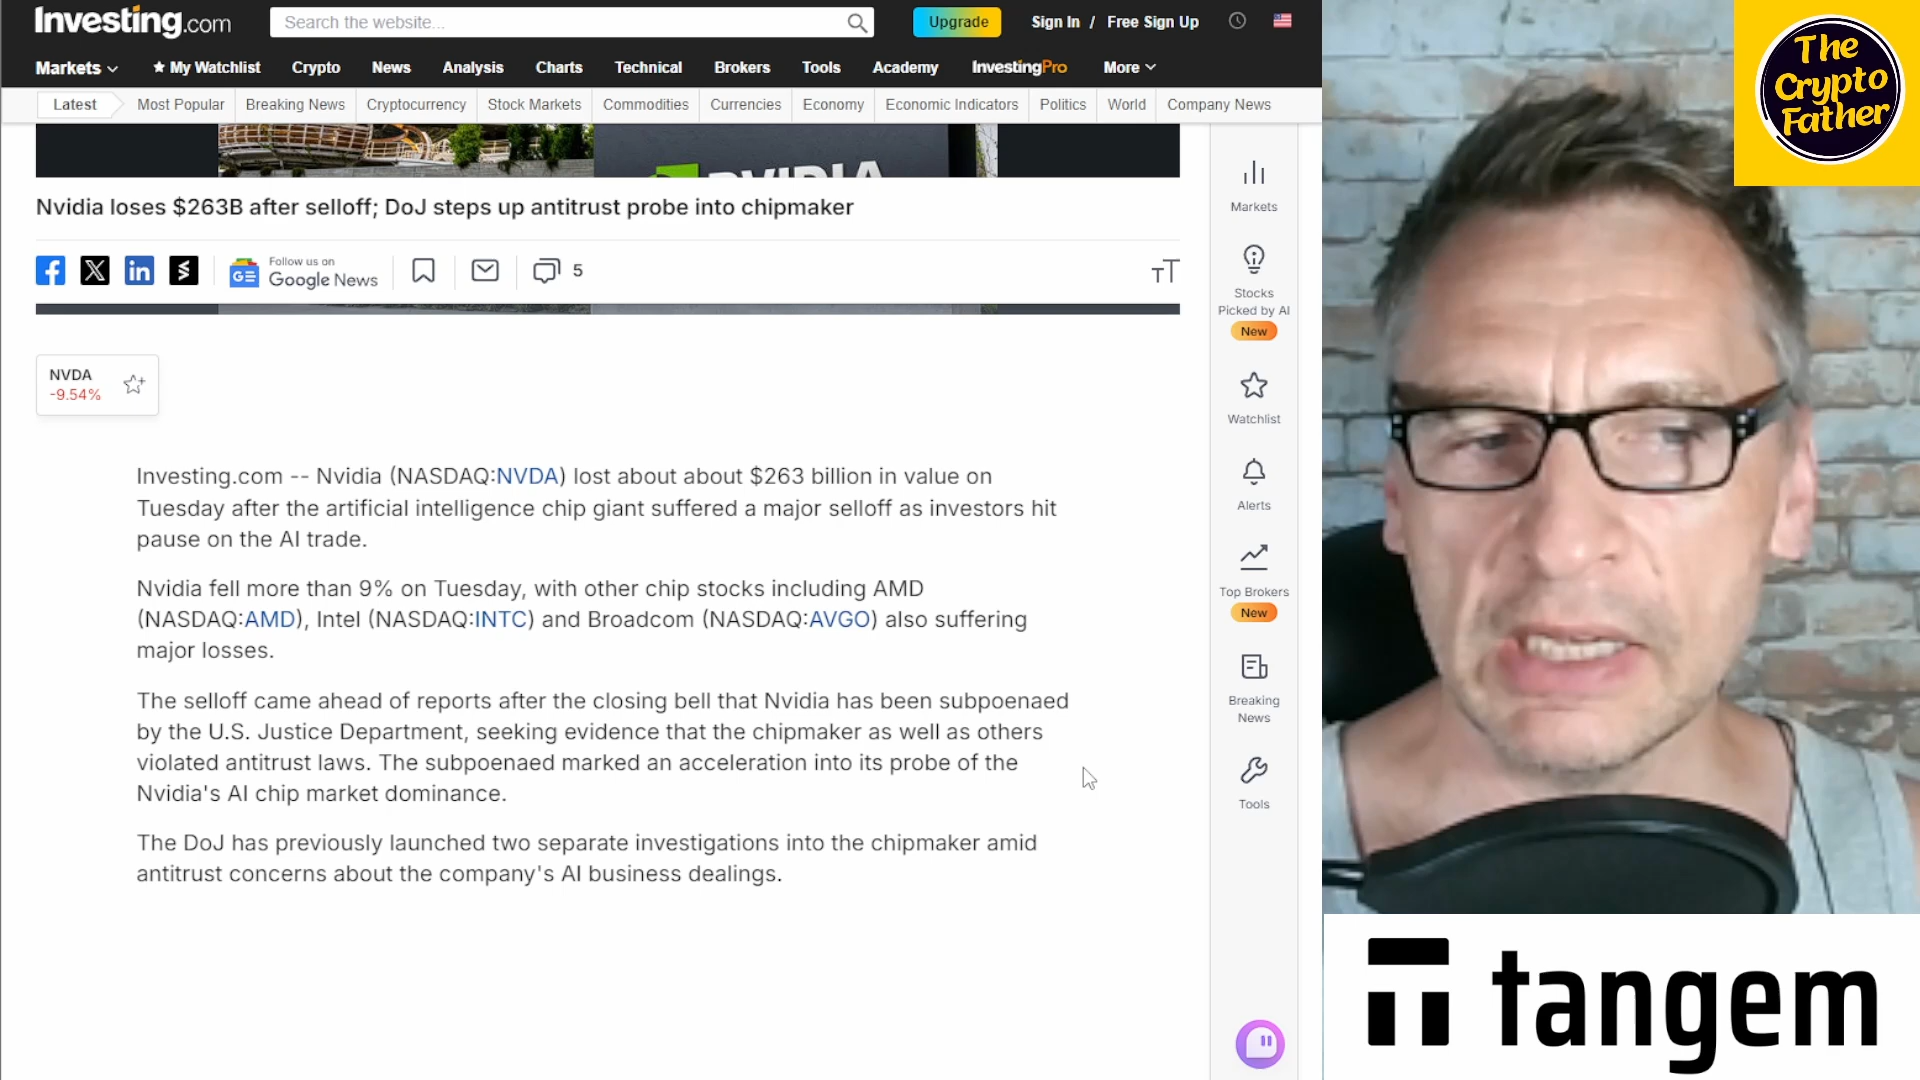 Investing.com
Search the website...
Upgrade
Sign In / Free Sign Up
Markets
★ My Watchlist
Crypto
News
Analysis
Charts
Technical
Brokers
Tools
Academy
InvestingPro
More
Latest
Most Popular
Breaking News
Cryptocurrency
Stock Markets
Commodities
Currencies
Economy
Economic Indicators
Politics
World
Company News
NVIDIA
Nvidia loses $263B after selloff; DoJ steps up antitrust probe into chipmaker
Follow us on
Google News
5
TT
NVDA
-9.54%
Investing.com -- Nvidia (NASDAQ:NVDA) lost about about $263 billion in value on
Tuesday after the artificial intelligence chip giant suffered a major selloff as investors hit
pause on the AI trade.
Nvidia fell more than 9% on Tuesday, with other chip stocks including AMD
(NASDAQ:AMD), Intel (NASDAQ:INTC) and Broadcom (NASDAQ:AVGO) also suffering
major losses.
The selloff came ahead of reports after the closing bell that Nvidia has been subpoenaed
by the U.S. Justice Department, seeking evidence that the chipmaker as well as others
violated antitrust laws. The subpoenaed marked an acceleration into its probe of the
Nvidia's AI chip market dominance.
The DoJ has previously launched two separate investigations into the chipmaker amid
antitrust concerns about the company's AI business dealings.
Markets
Stocks
Picked by AI
New
Watchlist
Alerts
Top Brokers
New
Breaking
News
Tools
The
Crypto
Father
tangem